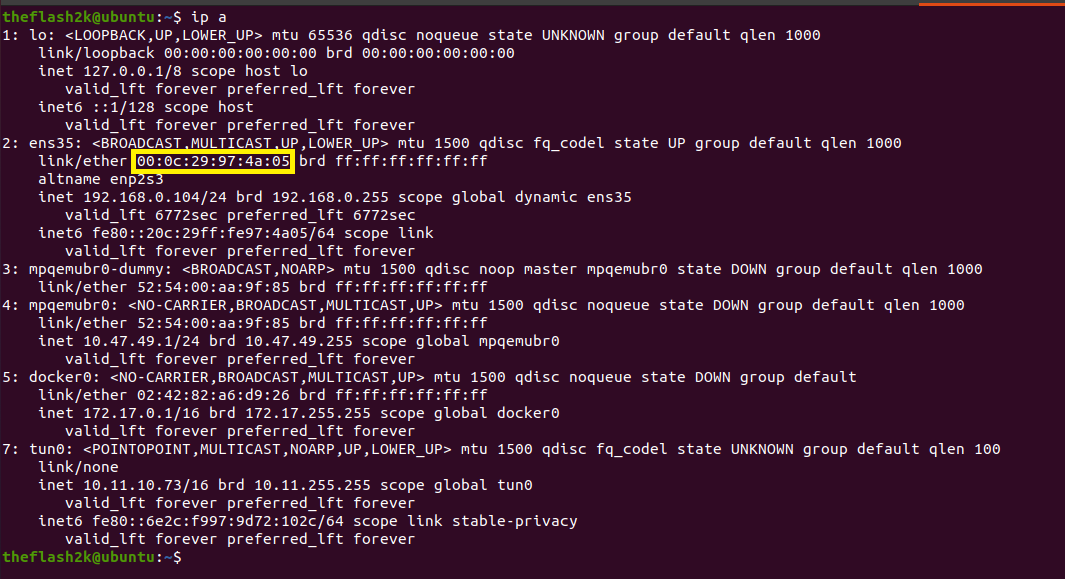 theflash2k@ubuntu:~$ ip a
1: lo: <LOOPBACK,UP,LOWER_UP> mtu 65536 qdisc noqueue state UNKNOWN group default qlen 1000
    link/loopback 00:00:00:00:00:00 brd 00:00:00:00:00:00
    inet 127.0.0.1/8 scope host lo
       valid_lft forever preferred_lft forever
    inet6 ::1/128 scope host
       valid_lft forever preferred_lft forever
2: ens35: <BROADCAST,MULTICAST,UP,LOWER_UP> mtu 1500 qdisc fq_codel state UP group default qlen 1000
    link/ether 00:0c:29:97:4a:05 brd ff:ff:ff:ff:ff:ff
    altname enp2s3
    inet 192.168.0.104/24 brd 192.168.0.255 scope global dynamic ens35
       valid_lft 6772sec preferred_lft 6772sec
    inet6 fe80::20c:29ff:fe97:4a05/64 scope link
       valid_lft forever preferred_lft forever
3: mpqemubr0-dummy: <BROADCAST,NOARP> mtu 1500 qdisc noop master mpqemubr0 state DOWN group default qlen 1000
    link/ether 52:54:00:aa:9f:85 brd ff:ff:ff:ff:ff:ff
4: mpqemubr0: <NO-CARRIER,BROADCAST,MULTICAST,UP> mtu 1500 qdisc noqueue state DOWN group default qlen 1000
    link/ether 52:54:00:aa:9f:85 brd ff:ff:ff:ff:ff:ff
    inet 10.47.49.1/24 brd 10.47.49.255 scope global mpqemubr0
       valid_lft forever preferred_lft forever
5: docker0: <NO-CARRIER,BROADCAST,MULTICAST,UP> mtu 1500 qdisc noqueue state DOWN group default
    link/ether 02:42:82:a6:d9:26 brd ff:ff:ff:ff:ff:ff
    inet 172.17.0.1/16 brd 172.17.255.255 scope global docker0
       valid_lft forever preferred_lft forever
7: tun0: <POINTOPOINT,MULTICAST,NOARP,UP,LOWER_UP> mtu 1500 qdisc fq_codel state UNKNOWN group default qlen 100
    link/none
    inet 10.11.10.73/16 brd 10.11.255.255 scope global tun0
       valid_lft forever preferred_lft forever
    inet6 fe80::6e2c:f997:9d72:102c/64 scope link stable-privacy
       valid_lft forever preferred_lft forever
theflash2k@ubuntu:~$